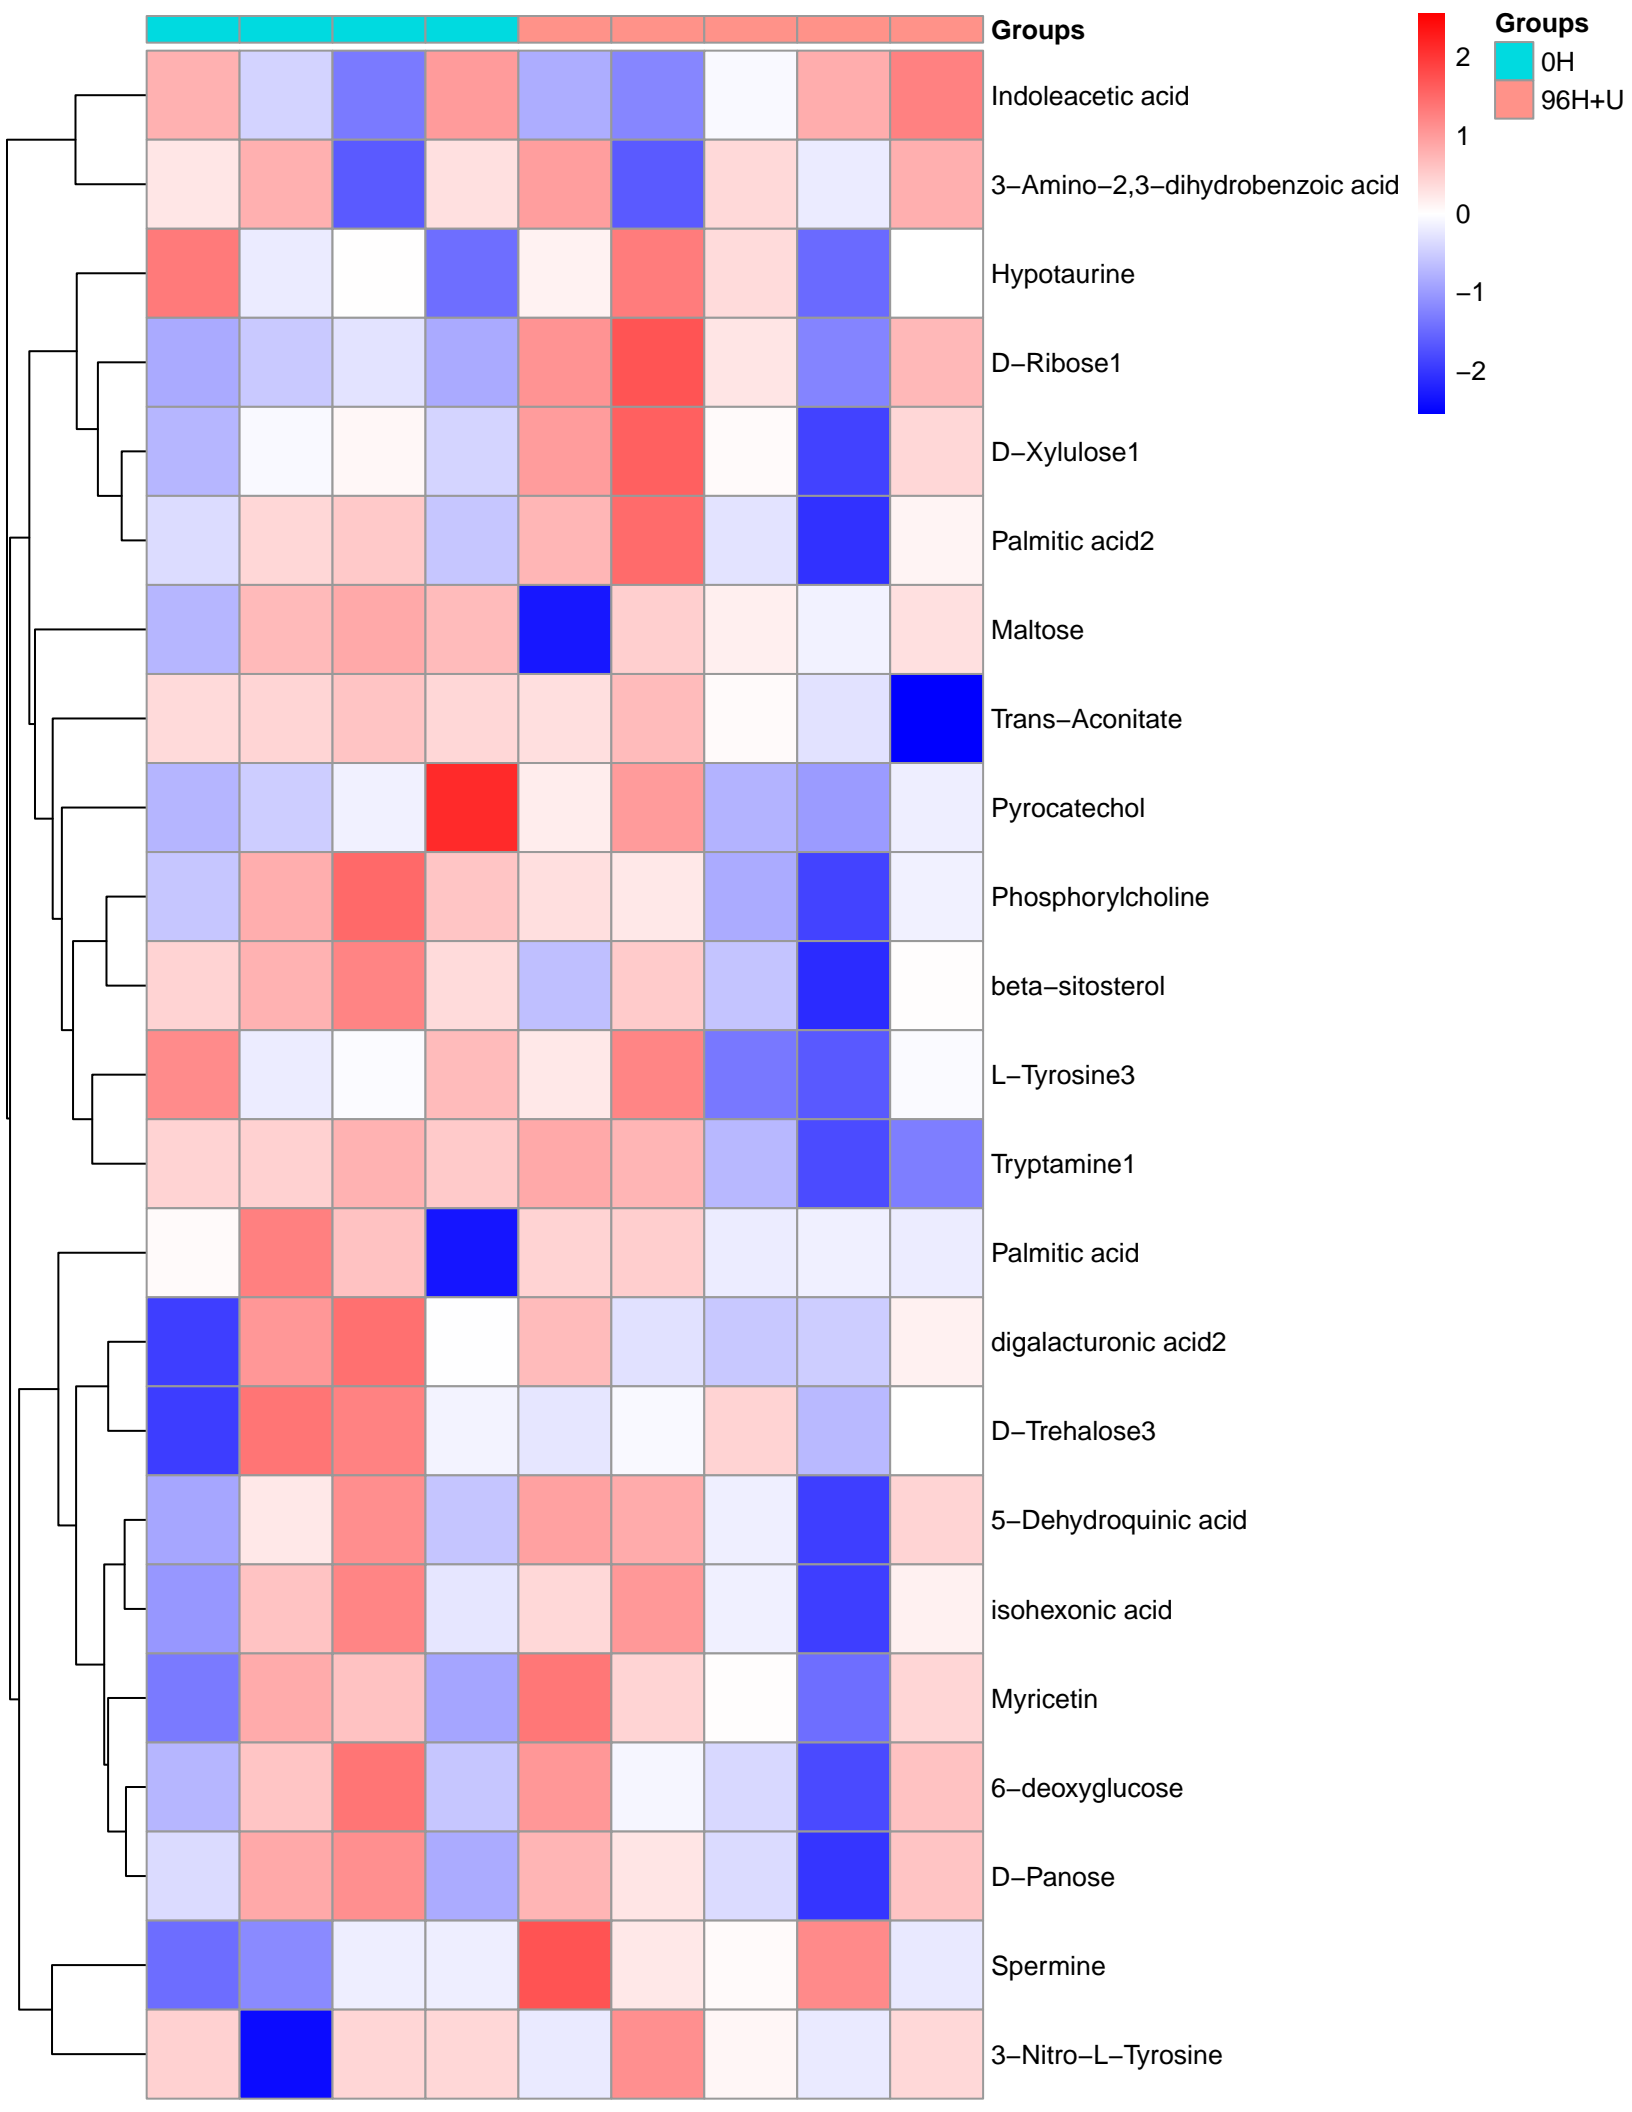 Groups
Indoleacetic acid
3−Amino−2,3−dihydrobenzoic acid
Hypotaurine
D−Ribose1
D−Xylulose1
Palmitic acid2
Maltose
Trans−Aconitate
Pyrocatechol
Phosphorylcholine
beta−sitosterol
L−Tyrosine3
Tryptamine1
Palmitic acid
digalacturonic acid2
D−Trehalose3
5−Dehydroquinic acid
isohexonic acid
Myricetin
6−deoxyglucose
D−Panose
Spermine
3−Nitro−L−Tyrosine
2
1
0
−1
−2
Groups
0H
96H+U